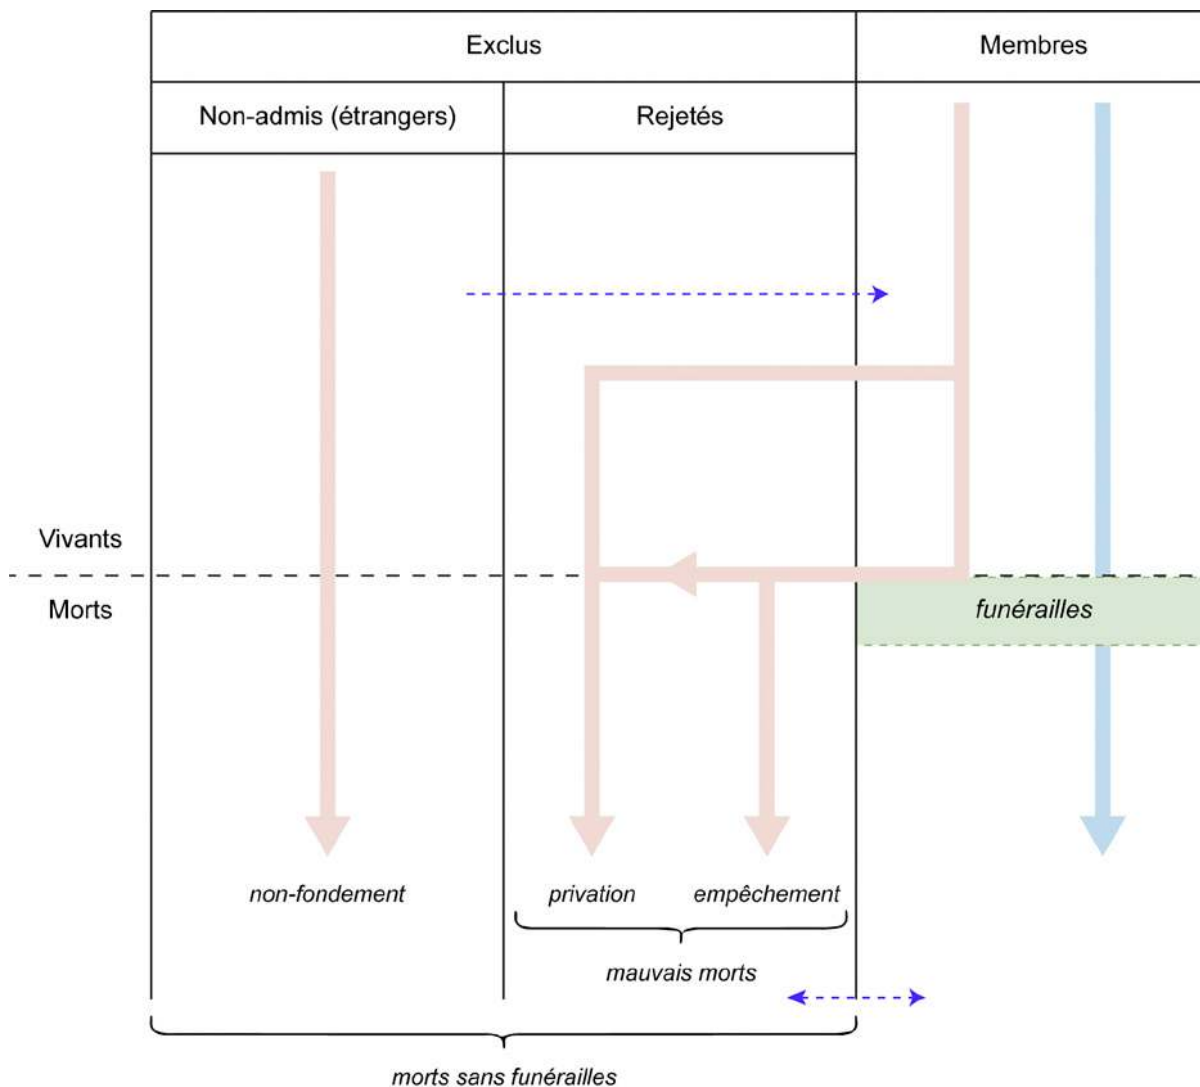 Exclus
Membres
Non-admis (étrangers)
Rejetés
Vivants
Morts
funérailles
non-fondement
privation
empêchement
mauvais morts
morts sans funérailles